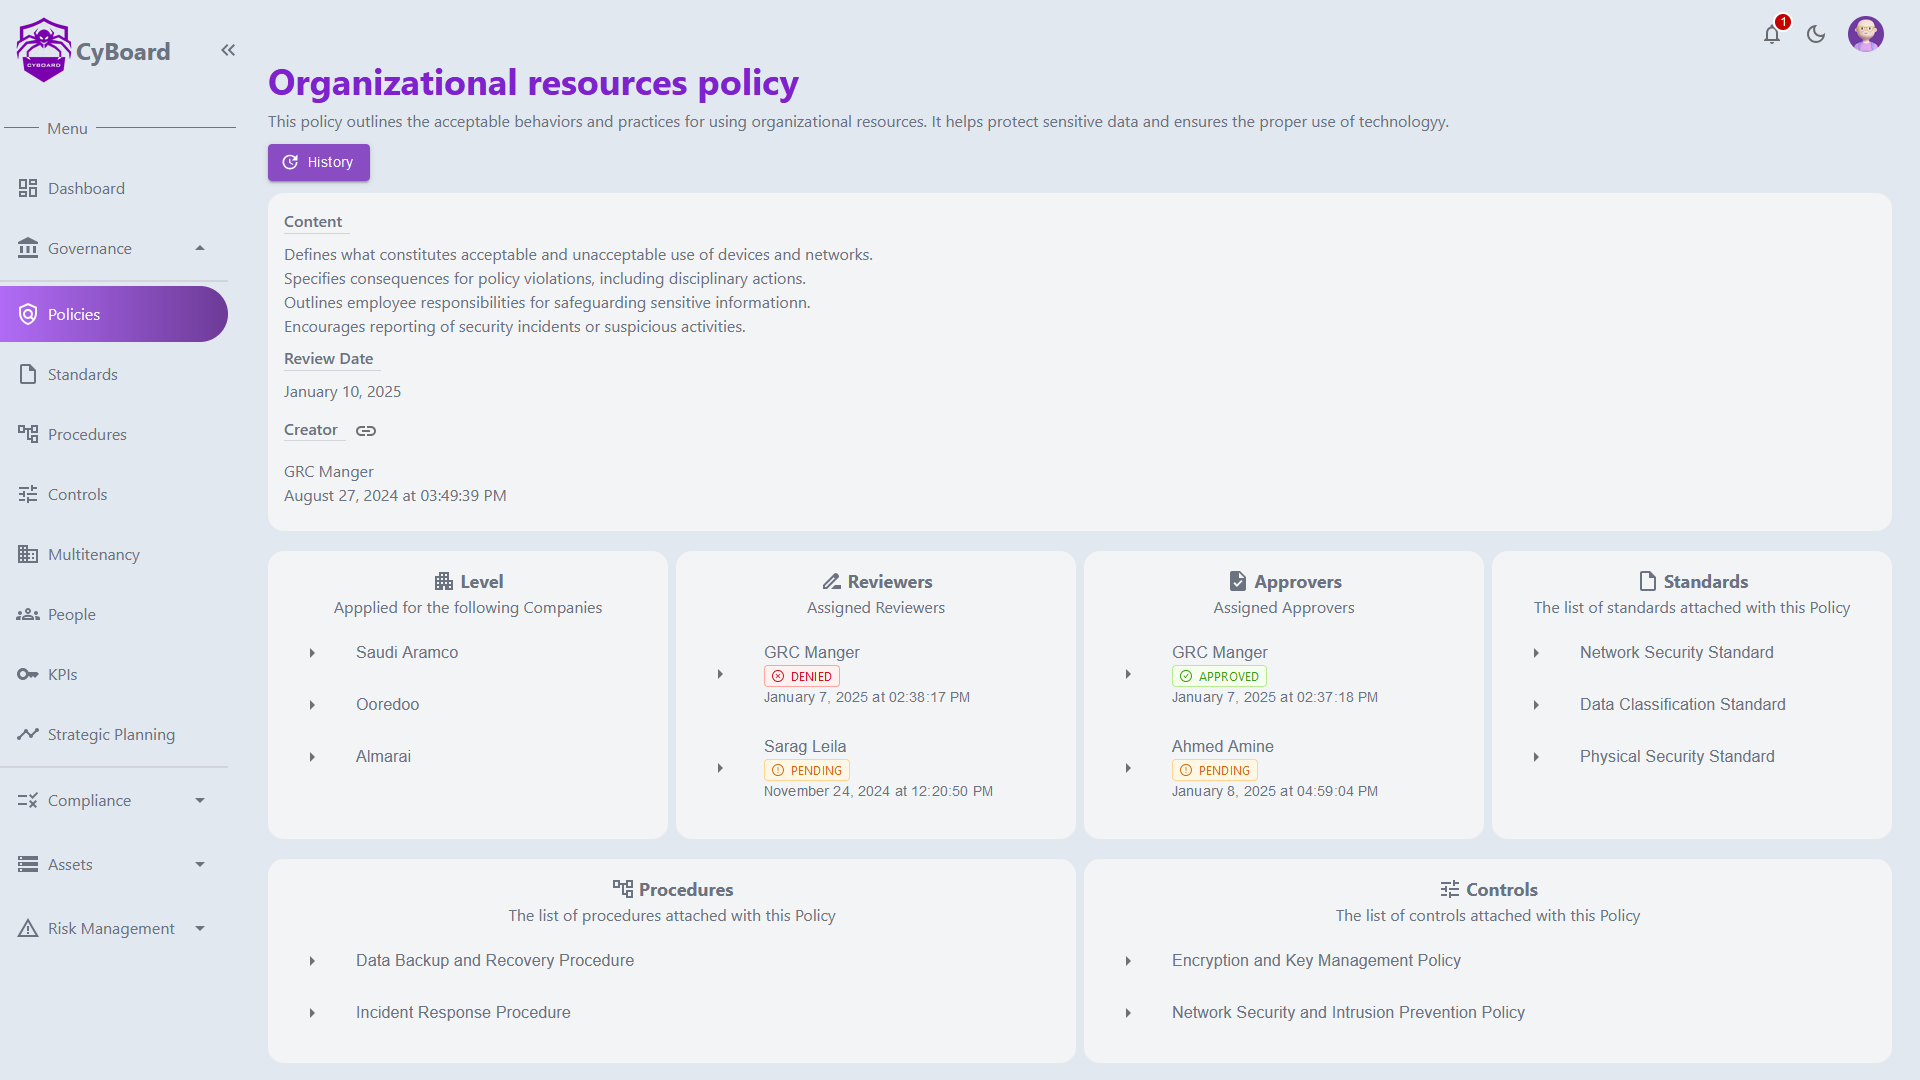 CYBOARD
CyBoard
1
Menu
Dashboard
Governance
Policies
Standards
Procedures
Controls
Multitenancy
People
KPIs
Strategic Planning
Compliance
Assets
Risk Management
Organizational resources policy
This policy outlines the acceptable behaviors and practices for using organizational resources. It helps protect sensitive data and ensures the proper use of technologyy.
History
Content
Defines what constitutes acceptable and unacceptable use of devices and networks.
Specifies consequences for policy violations, including disciplinary actions.
Outlines employee responsibilities for safeguarding sensitive informationn.
Encourages reporting of security incidents or suspicious activities.
Review Date
January 10, 2025
Creator
GRC Manger
August 27, 2024 at 03:49:39 PM
Level
Appplied for the following Companies
Saudi Aramco
Ooredoo
Almarai
Reviewers
Assigned Reviewers
GRC Manger
DENIED
January 7, 2025 at 02:38:17 PM
Sarag Leila
PENDING
November 24, 2024 at 12:20:50 PM
Approvers
Assigned Approvers
GRC Manger
APPROVED
January 7, 2025 at 02:37:18 PM
Ahmed Amine
PENDING
January 8, 2025 at 04:59:04 PM
Standards
The list of standards attached with this Policy
Network Security Standard
Data Classification Standard
Physical Security Standard
Procedures
The list of procedures attached with this Policy
Data Backup and Recovery Procedure
Incident Response Procedure
Controls
The list of controls attached with this Policy
Encryption and Key Management Policy
Network Security and Intrusion Prevention Policy